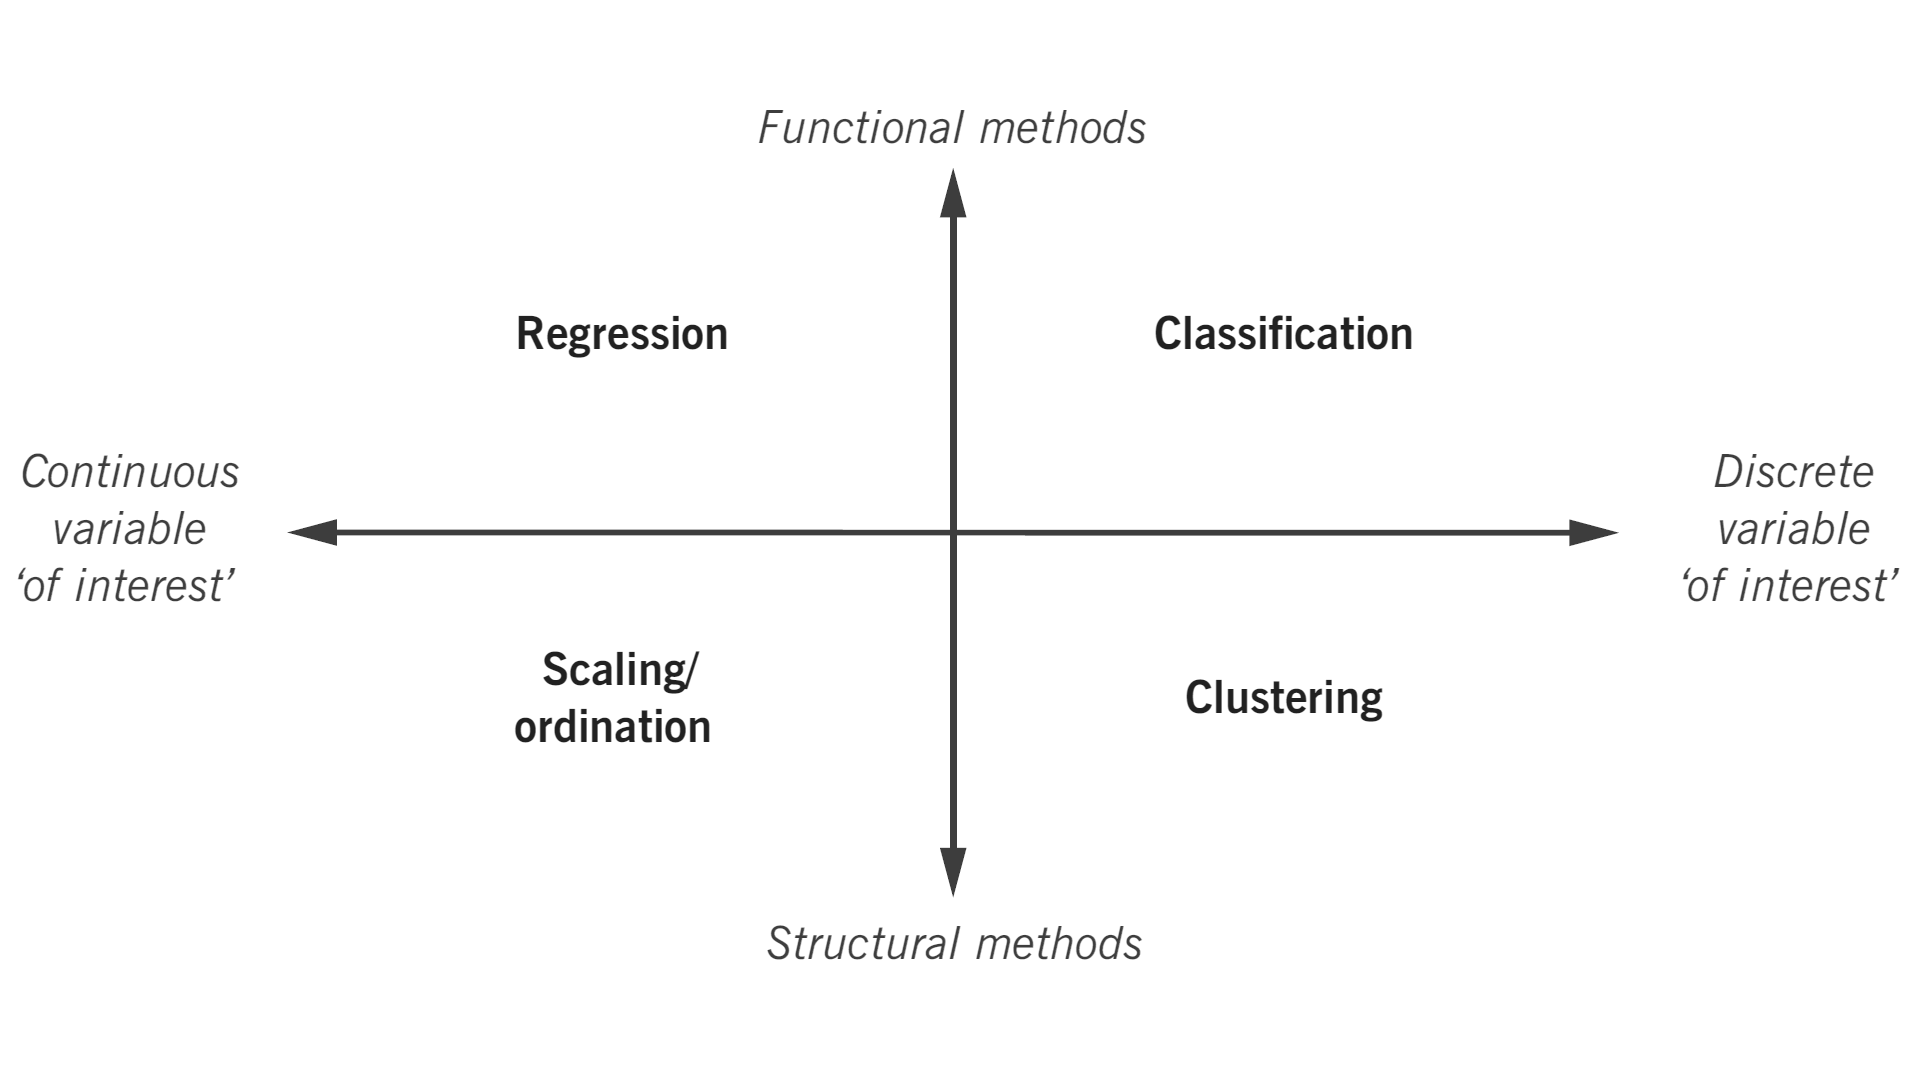 Functional methods
Regression
Classification
Continuous
variable
‘of interest’
Discrete
variable
‘of interest’
Scaling/
ordination
Clustering
Structural methods